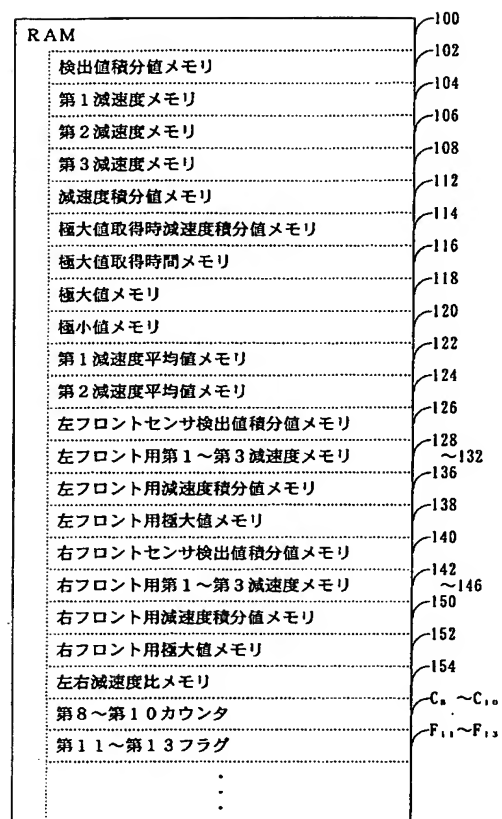 100
RAM
102
検出値積分値メモリ
104
第1減速度メモリ
106
第2減速度メモリ
108
第3減速度メモリ
112
減速度積分値メモリ
114
極大値取得時減速度積分値メモリ
116
極大値取得時間メモリ
118
極大値メモリ
120
極小値メモリ
122
第1減速度平均値メモリ
124
第2減速度平均値メモリ
126
左フロントセンサ検出値積分値メモリ
128
左フロント用第1~第3減速度メモリ ~132
136
左フロント用減速度積分値メモリ
138
左フロント用極大値メモリ
140
右フロントセンサ検出値積分値メモリ
142
右フロント用第1~第3減速度メモリ ~146
150
右フロント用減速度積分値メモリ
152
右フロント用極大値メモリ
154
左右減速度比メモリ
C₈ ~C₁₀
第8~第10カウンタ
F₁₁~F₁₃
第11~第13フラグ